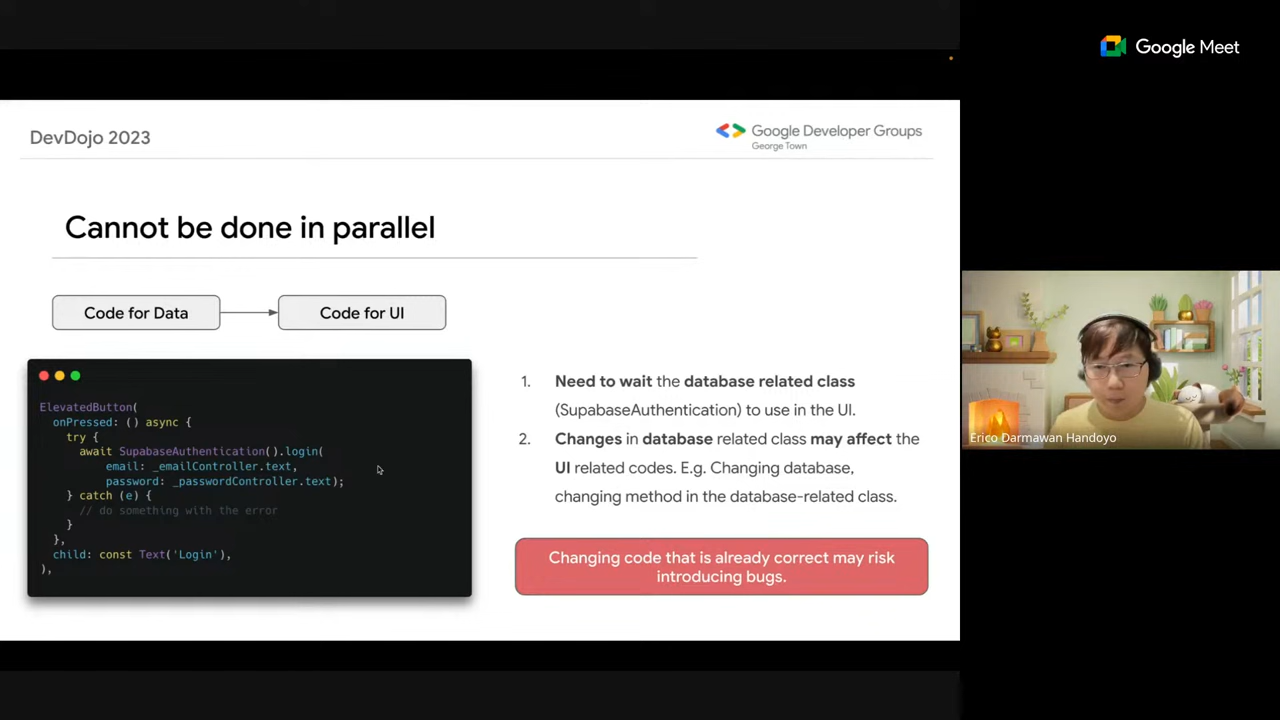 Google Meet
DevDojo 2023
Google Developer Groups
George Town
Cannot be done in parallel
Code for Data
Code for UI
ElevatedButton(
onPressed: () async {
try {
await SupabaseAuthentication().login(
email: _emailController.text,
password: _passwordController.text);
} catch (e) {
// do something with the error
}
},
child: const Text('Login'),
),
1. Need to wait the database related class
(SupabaseAuthentication) to use in the UI.
2. Changes in database related class may affect the
UI related codes. E.g. Changing database,
changing method in the database-related class.
Changing code that is already correct may risk
introducing bugs.
Erico Darmawan Handoyo